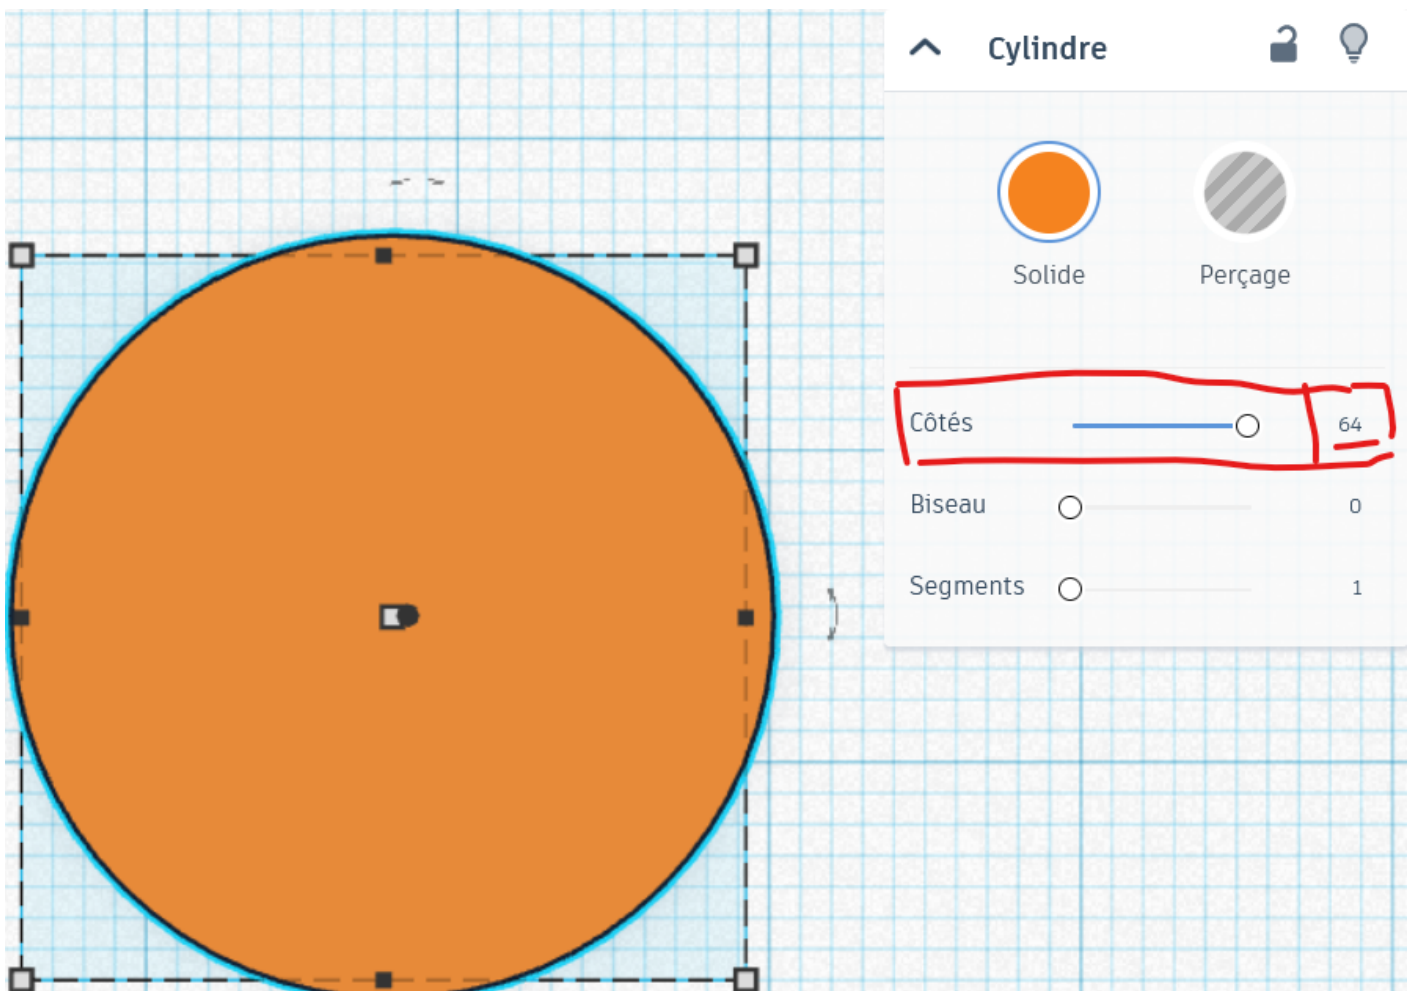 Cylindre
Solide Perçage
Côtés 64
Biseau 0
Segments 1